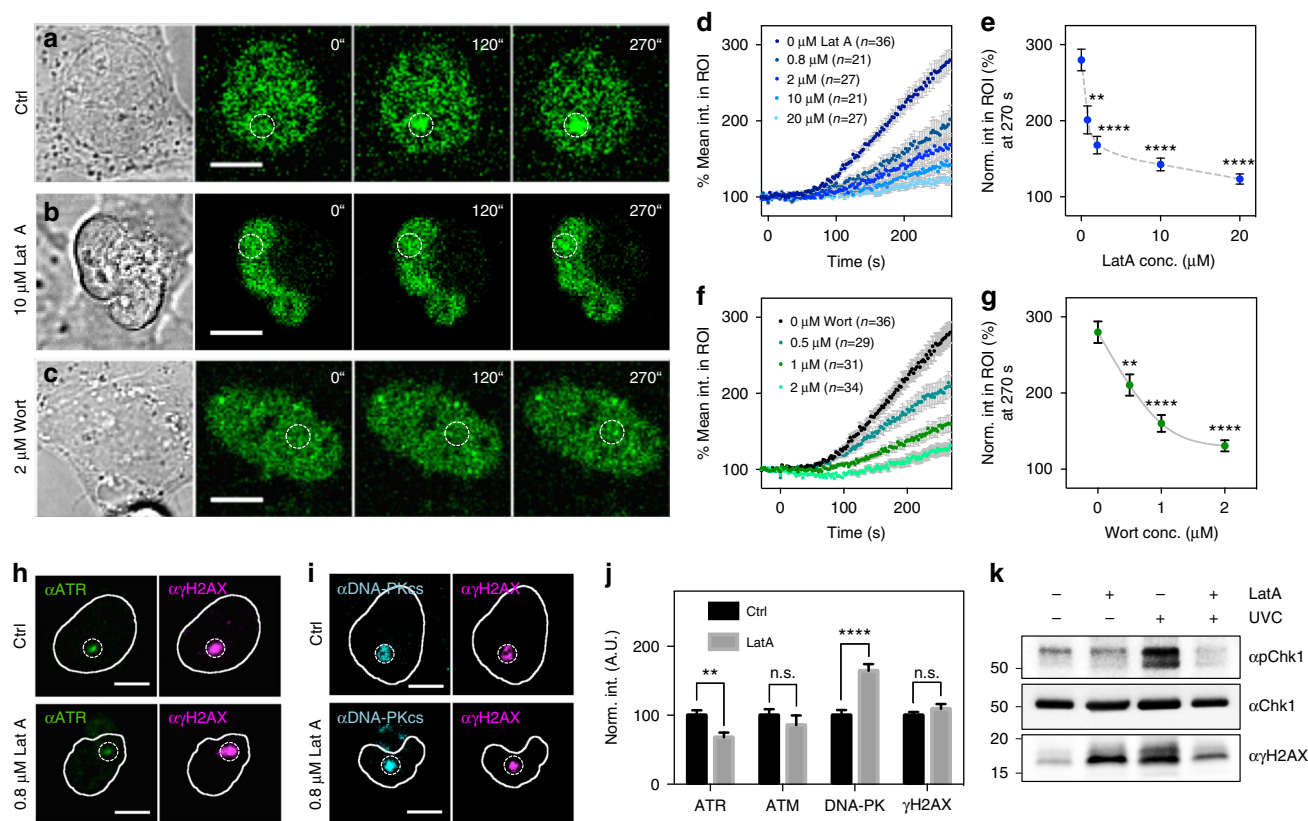 a
Ctrl
0“
120“
270“
b
10 µM Lat A
0“
120“
270“
c
2 µM Wort
0“
120“
270“
d
% Mean int. in ROI
300
200
100
0 µM Lat A (n=36)
0.8 µM (n=21)
2 µM (n=27)
10 µM (n=21)
20 µM (n=27)
0 100 200
Time (s)
e
Norm. int in ROI (%)
at 270 s
300
200
100
**
****
****
****
0 10 20
LatA conc. (µM)
f
% Mean int. in ROI
300
200
100
0 µM Wort (n=36)
0.5 µM (n=29)
1 µM (n=31)
2 µM (n=34)
0 100 200
Time (s)
g
Norm. int in ROI (%)
at 270 s
300
200
100
**
****
****
0 1 2
Wort conc. (µM)
h
Ctrl
αATR
αγH2AX
0.8 µM Lat A
αATR
αγH2AX
i
Ctrl
αDNA-PKcs
αγH2AX
0.8 µM Lat A
αDNA-PKcs
αγH2AX
j
Norm. int. (A.U.)
200
100
0
Ctrl
LatA
**
n.s.
****
n.s.
ATR ATM DNA-PK γH2AX
k
– + – + LatA
– – + + UVC
50
αpChk1
50
αChk1
20
15
αγH2AX